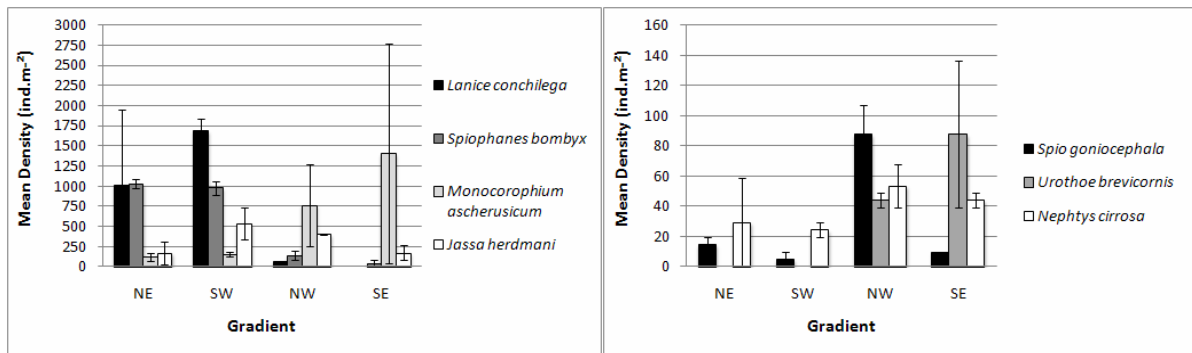 Mean Density (ind.m-²)
3000
2750
2500
2250
2000
1750
1500
1250
1000
750
500
250
0
NE SW NW SE
Gradient
Lanice conchilega
Spiophanes bombyx
Monocorophium
ascherusicum
Jassa herdmani
Mean Density (ind.m-²)
160
140
120
100
80
60
40
20
0
NE SW NW SE
Gradient
Spio goniocephala
Urothoe brevicornis
Nephtys cirrosa